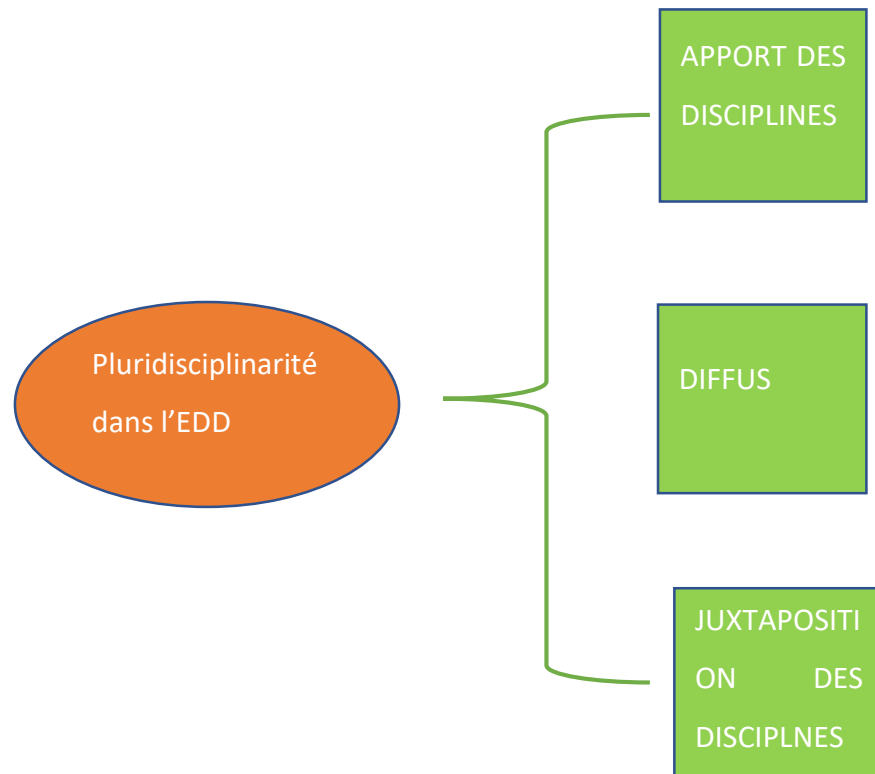 APPORT DES
DISCIPLINES
Pluridisciplinarité
dans l’EDD
DIFFUS
JUXTAPOSITI
ON DES
DISCIPLNES